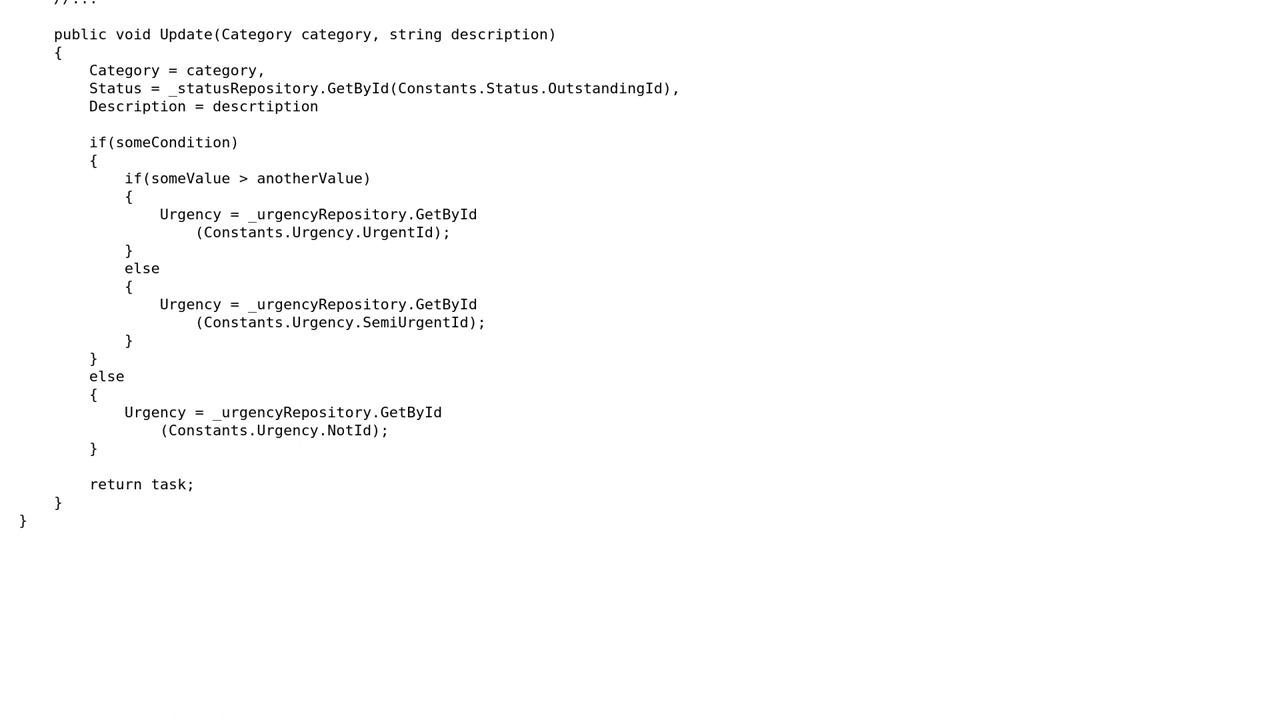 //...
public void Update(Category category, string description)
{
Category = category,
Status = _statusRepository.GetById(Constants.Status.OutstandingId),
Description = descrtiption
if(someCondition)
{
if(someValue > anotherValue)
{
Urgency = _urgencyRepository.GetById
(Constants.Urgency.UrgentId);
}
else
{
Urgency = _urgencyRepository.GetById
(Constants.Urgency.SemiUrgentId);
}
}
else
{
Urgency = _urgencyRepository.GetById
(Constants.Urgency.NotId);
}
return task;
}
}